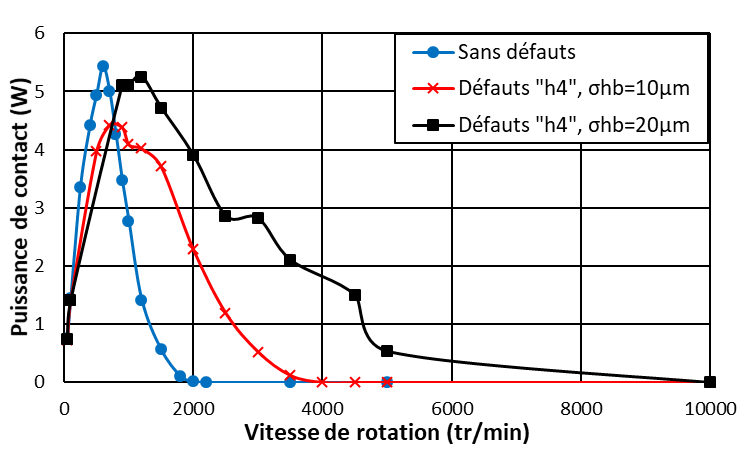 6
5
4
3
2
1
0
Puissance de contact (W)
Sans défauts
Défauts "h4", σhb=10µm
Défauts "h4", σhb=20µm
0 2000 4000 6000 8000 10000
Vitesse de rotation (tr/min)